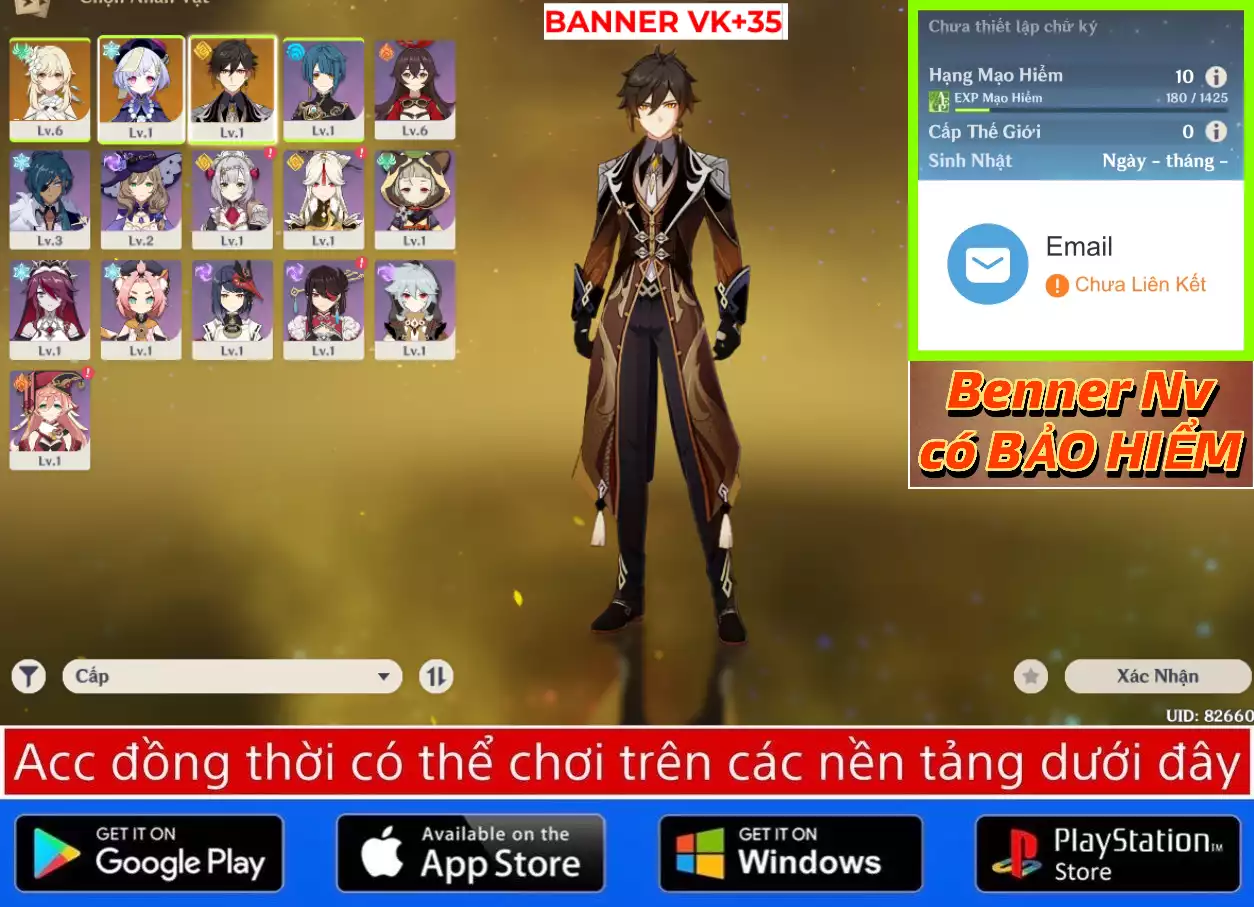 Chọn Nhân Vật
BANNER VK+35
Chưa thiết lập chữ ký
Hạng Mạo Hiểm 10
EXP Mạo Hiểm 180 / 1425
Cấp Thế Giới 0
Sinh Nhật Ngày - tháng -
Email
! Chưa Liên Kết
Benner Nv
có BẢO HIỂM
Lv.6 Lv.1 Lv.1 Lv.1 Lv.6
Lv.3 Lv.2 Lv.1 Lv.1 Lv.1
Lv.1 Lv.1 Lv.1 Lv.1 Lv.1
Lv.1
Cấp
Xác Nhận
UID: 82660
Acc đồng thời có thể chơi trên các nền tảng dưới đây
GET IT ON
Google Play
Available on the
App Store
GET IT ON
Windows
PlayStation™
Store